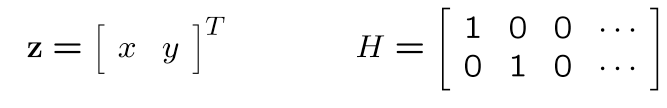 𝐳 = [ x y ]^T H = [ 1 0 0 ⋯ ; 0 1 0 ⋯ ]